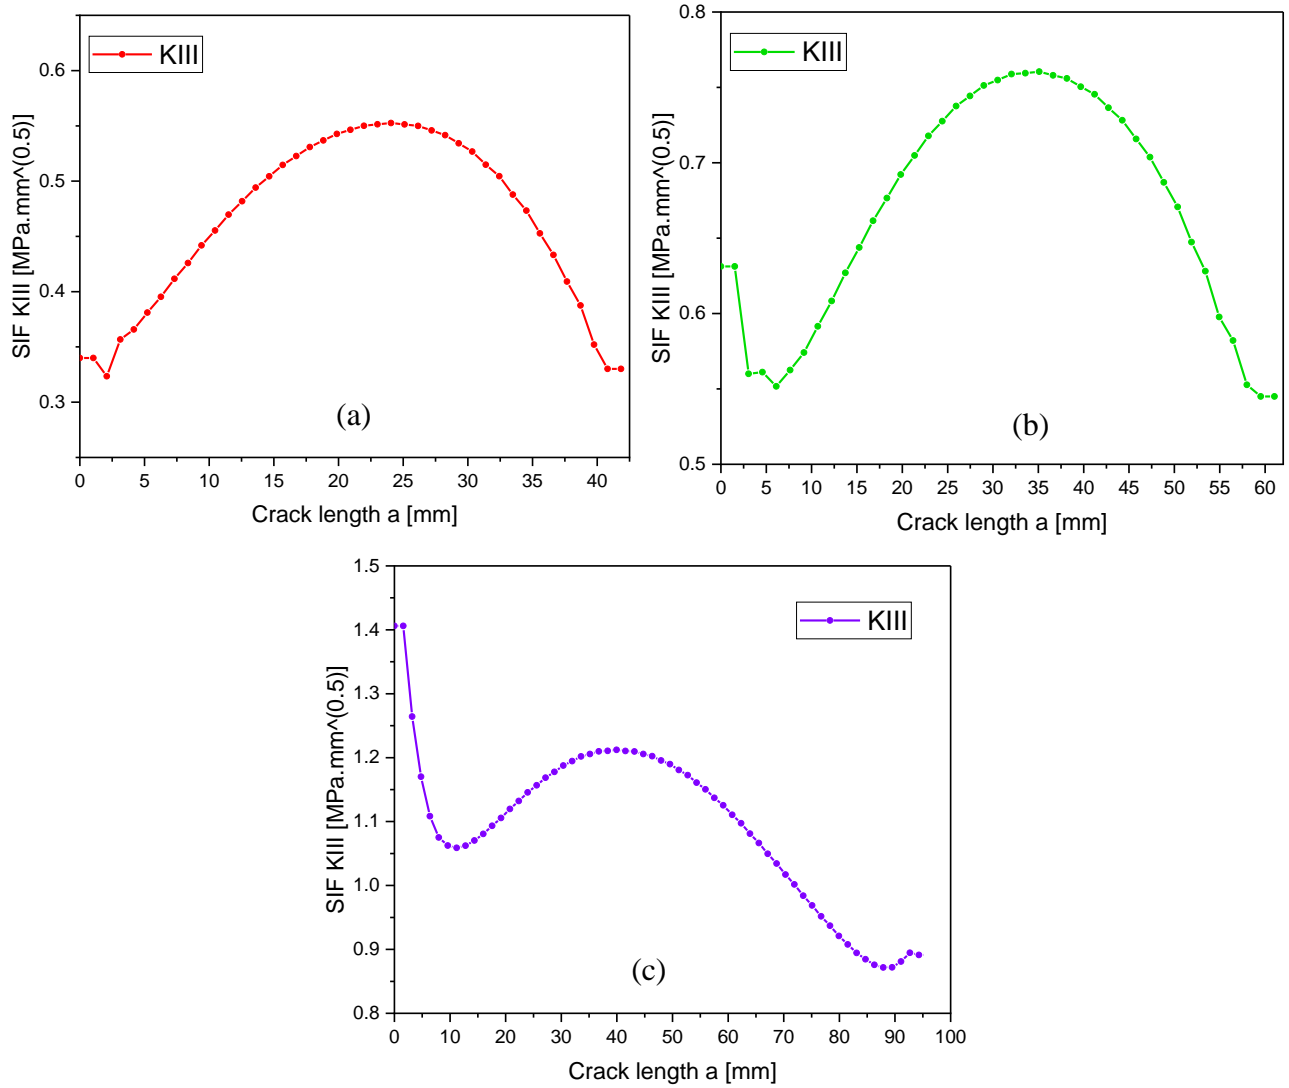 KIII
SIF KIII [MPa.mm^(0.5)]
0.6
0.5
0.4
0.3
(a)
0 5 10 15 20 25 30 35 40
Crack length a [mm]
KIII
SIF KIII [MPa.mm^(0.5)]
0.8
0.7
0.6
0.5
(b)
0 5 10 15 20 25 30 35 40 45 50 55 60
Crack length a [mm]
KIII
SIF KIII [MPa.mm^(0.5)]
1.5
1.4
1.3
1.2
1.1
1.0
0.9
0.8
(c)
0 10 20 30 40 50 60 70 80 90 100
Crack length a [mm]